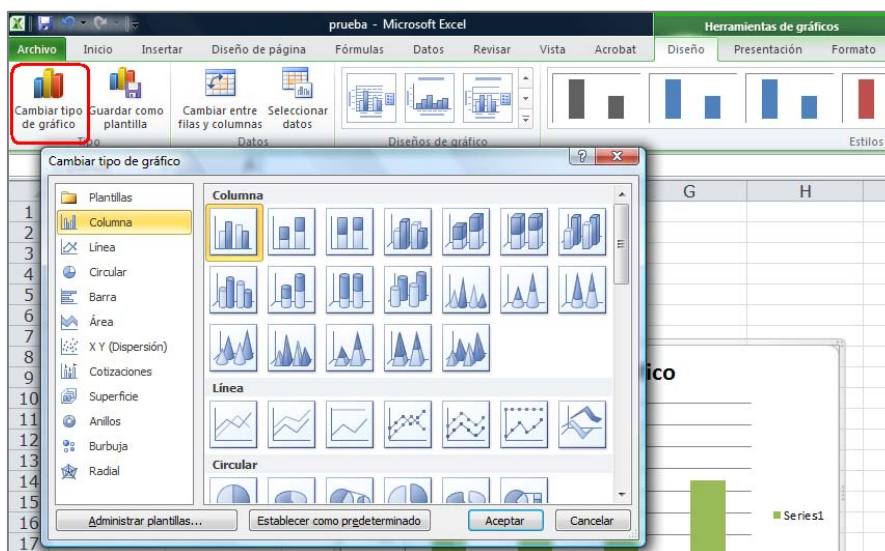 prueba - Microsoft Excel
Herramientas de gráficos
Archivo Inicio Insertar Diseño de página Fórmulas Datos Revisar Vista Acrobat Diseño Presentación Formato
Cambiar tipo de gráfico
Guardar como plantilla
Cambiar entre filas y columnas
Seleccionar datos
Tipo Datos Diseños de gráfico Estilos
Cambiar tipo de gráfico
Plantillas
Columna
Línea
Circular
Barra
Área
X Y (Dispersión)
Cotizaciones
Superficie
Anillos
Burbuja
Radial
Columna
Línea
Circular
Administrar plantillas...
Establecer como predeterminado
Aceptar
Cancelar
G H
1
2
3
4
5
6
7
8
9
10
11
12
13
14
15
16
17
ico
Series1